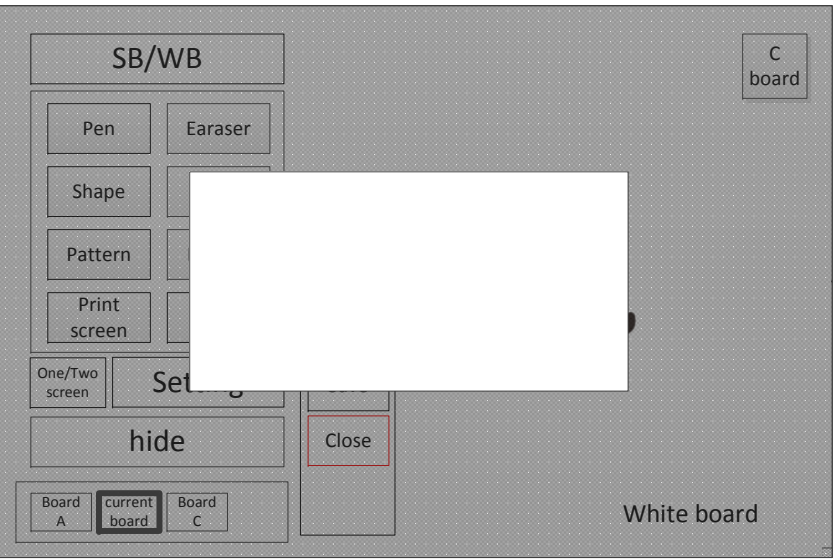 SB/WB
C
board
Pen
Earaser
Shape
Pattern
Print
screen
One/Two
screen
hide
Close
Board
A
current
board
Board
C
White board